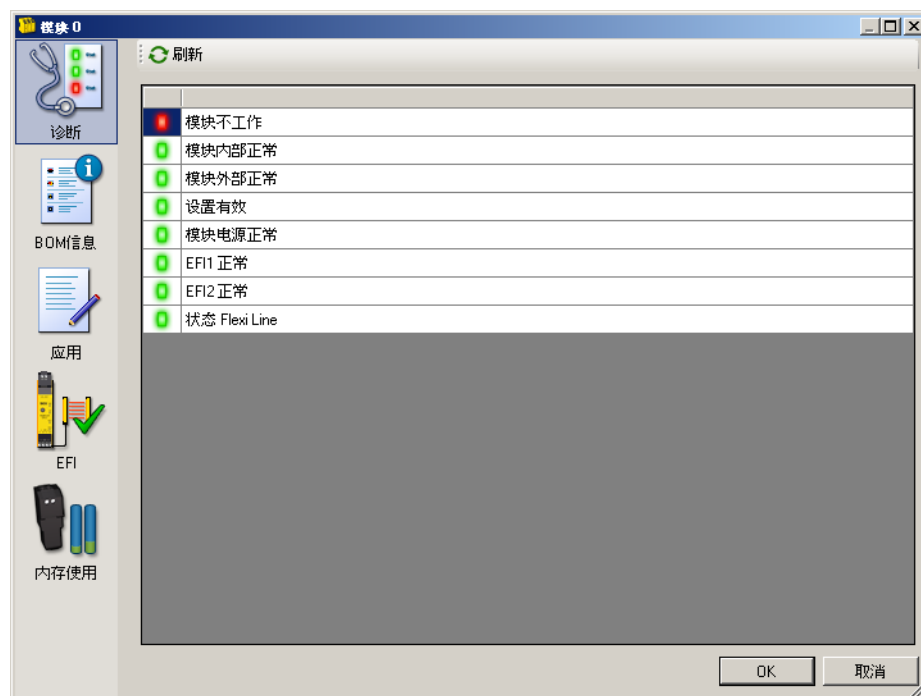 模块 0
刷新
诊断
BOM信息
应用
EFI
内存使用
模块不工作
模块内部正常
模块外部正常
设置有效
模块电源正常
EFI1 正常
EFI2 正常
状态 Flexi Line
OK
取消